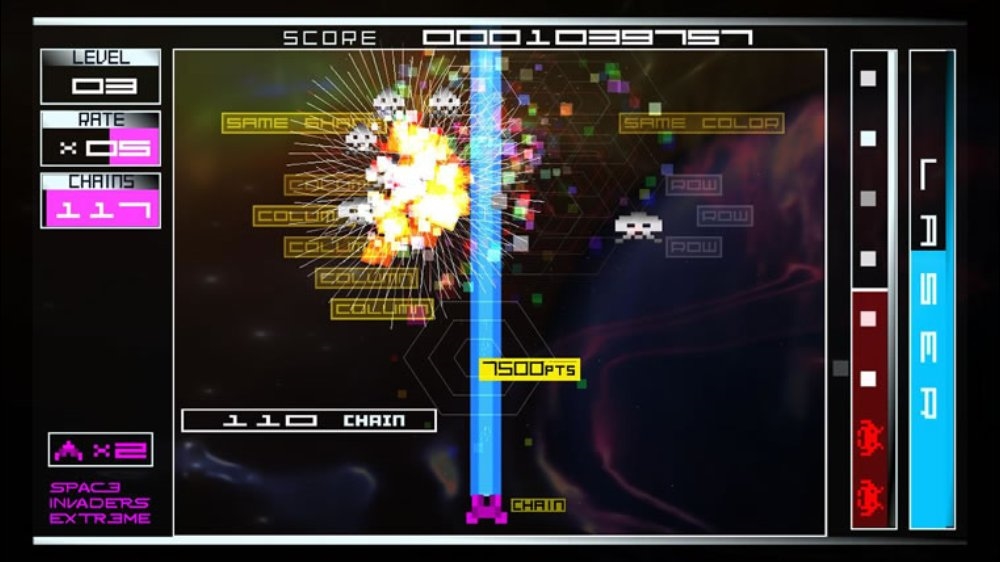 SCORE 0001039757
LEVEL
03
RATE
×05
CHAINS
117
SAME
SAME COLOR
COLUMN
ROW
COLUMN
ROW
COLUMN
ROW
COLUMN
COLUMN
7500PTS
110 CHAIN
CHAIN
×2
SPAC3
INVADERS
EXTR3ME
LASER